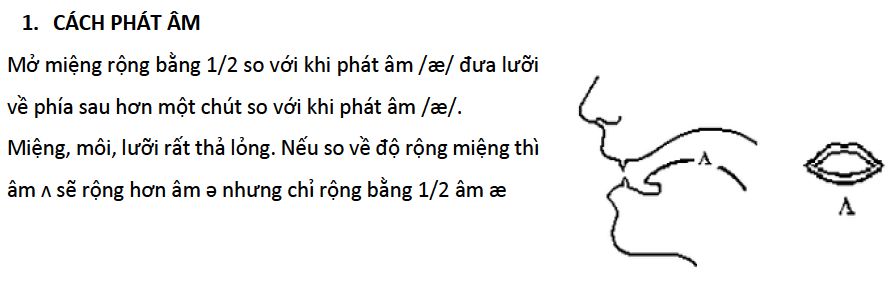 1. CÁCH PHÁT ÂM
Mở miệng rộng bằng 1/2 so với khi phát âm /æ/ đưa lưỡi
về phía sau hơn một chút so với khi phát âm /æ/.
Miệng, môi, lưỡi rất thả lỏng. Nếu so về độ rộng miệng thì
âm ʌ sẽ rộng hơn âm ə nhưng chỉ rộng bằng 1/2 âm æ
ʌ
ʌ